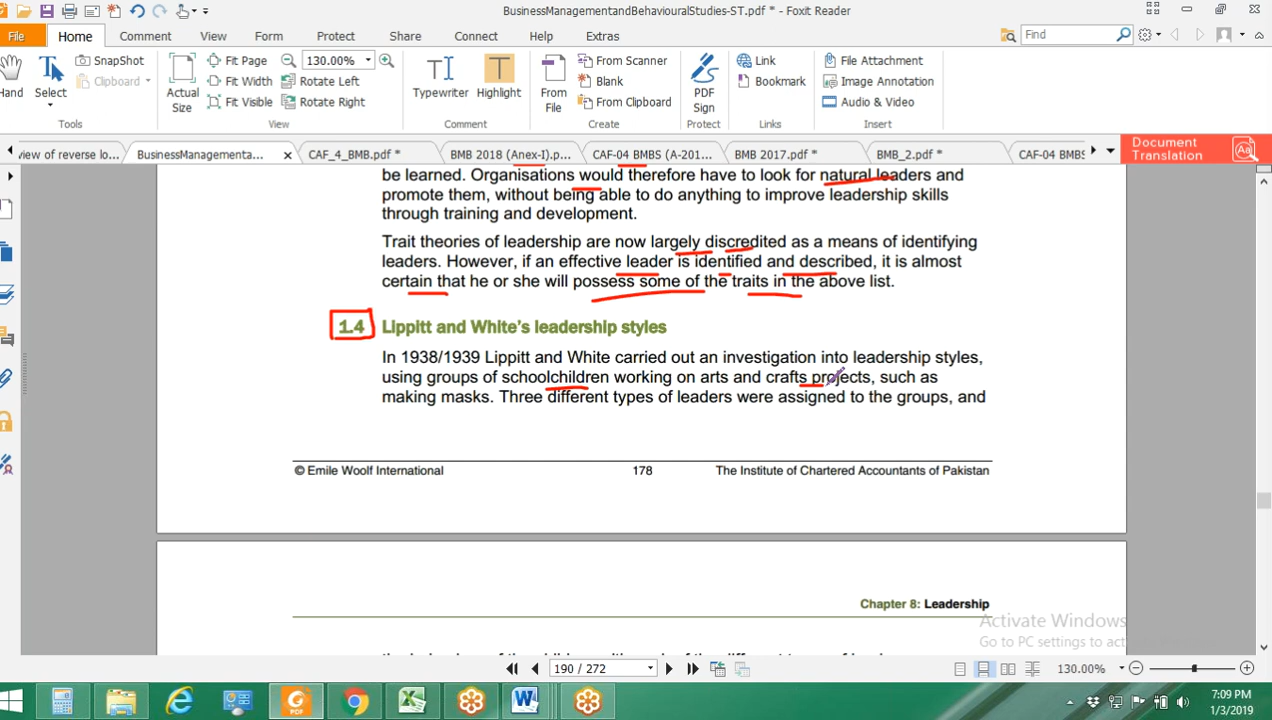 BusinessManagementandBehaviouralStudies-ST.pdf * - Foxit Reader
File Home Comment View Form Protect Share Connect Help Extras Find
Hand Select SnapShot Clipboard Actual Size Fit Page Fit Width Fit Visible 130.00% Rotate Left Rotate Right Typewriter Highlight From File From Scanner Blank From Clipboard PDF Sign Link Bookmark File Attachment Image Annotation Audio & Video
Tools View Comment Create Protect Links Insert
view of reverse lo... BusinessManagementa... CAF_4_BMB.pdf * BMB 2018 (Anex-I).p... CAF-04 BMBS (A-201... BMB 2017.pdf * BMB_2.pdf * CAF-04 BMBS Document Translation
be learned. Organisations would therefore have to look for natural leaders and
promote them, without being able to do anything to improve leadership skills
through training and development.
Trait theories of leadership are now largely discredited as a means of identifying
leaders. However, if an effective leader is identified and described, it is almost
certain that he or she will possess some of the traits in the above list.
1.4 Lippitt and White's leadership styles
In 1938/1939 Lippitt and White carried out an investigation into leadership styles,
using groups of schoolchildren working on arts and crafts projects, such as
making masks. Three different types of leaders were assigned to the groups, and
© Emile Woolf International 178 The Institute of Chartered Accountants of Pakistan
Chapter 8: Leadership
Activate Windows
Go to PC settings to act
190 / 272 130.00%
7:09 PM
1/3/2019